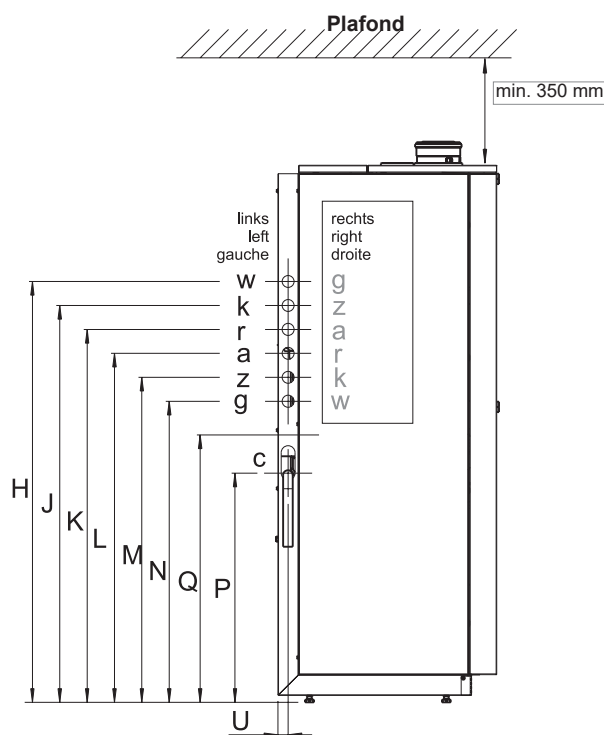 Plafond
min. 350 mm
links
left
gauche
rechts
right
droite
w
g
k
z
r
a
a
r
z
k
g
w
c
H
J
K
L
M
N
Q
P
U